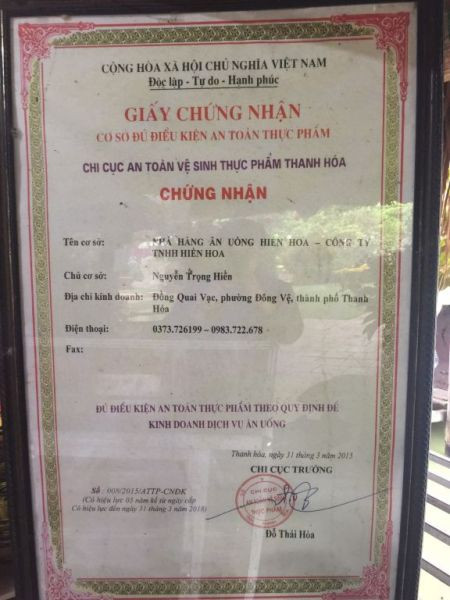 CỘNG HÒA XÃ HỘI CHỦ NGHĨA VIỆT NAM
Độc lập - Tự do - Hạnh phúc
GIẤY CHỨNG NHẬN
CƠ SỞ ĐỦ ĐIỀU KIỆN AN TOÀN THỰC PHẨM
CHI CỤC AN TOÀN VỆ SINH THỰC PHẨM THANH HÓA
CHỨNG NHẬN
Tên cơ sở: NHÀ HÀNG ĂN UỐNG HIỀN HOA – CÔNG TY
TNHH HIỀN HOA
Chủ cơ sở: Nguyễn Trọng Hiền
Địa chỉ kinh doanh: Đồng Quai Vạc, phường Đông Vệ, thành phố Thanh
Hóa
Điện thoại: 0373.726199 – 0983.722.678
Fax:
ĐỦ ĐIỀU KIỆN AN TOÀN THỰC PHẨM THEO QUY ĐỊNH ĐỂ
KINH DOANH DỊCH VỤ ĂN UỐNG
Thanh hóa, ngày 31 tháng 3 năm 2015
CHI CỤC TRƯỞNG
Số : 008/2015/ATTP-CNĐK
(Có hiệu lực 03 năm kể từ ngày cấp
Có hiệu lực đến ngày 31 tháng 3 năm 2018)
CHI CỤC
THỰC PHẨM
Đỗ Thái Hòa